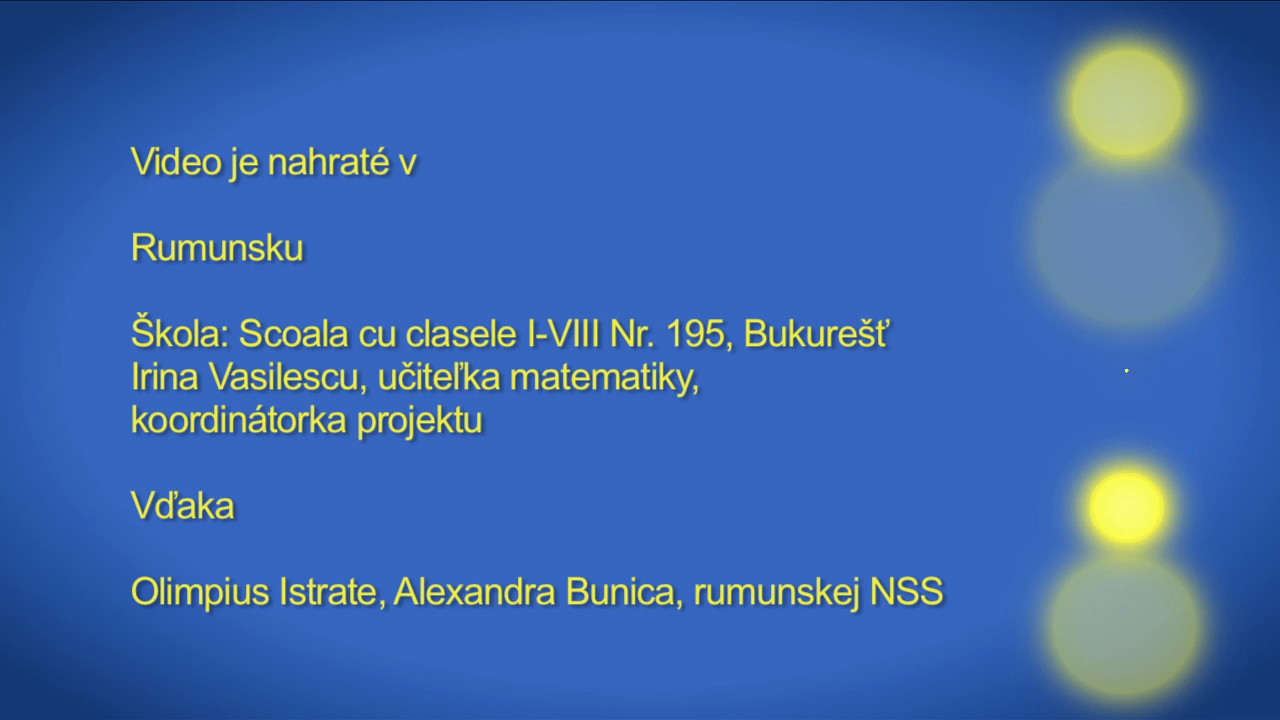 Video je nahraté v
Rumunsku
Škola: Scoala cu clasele I-VIII Nr. 195, Bukurešť
Irina Vasilescu, učiteľka matematiky,
koordinátorka projektu
Vďaka
Olimpius Istrate, Alexandra Bunica, rumunskej NSS